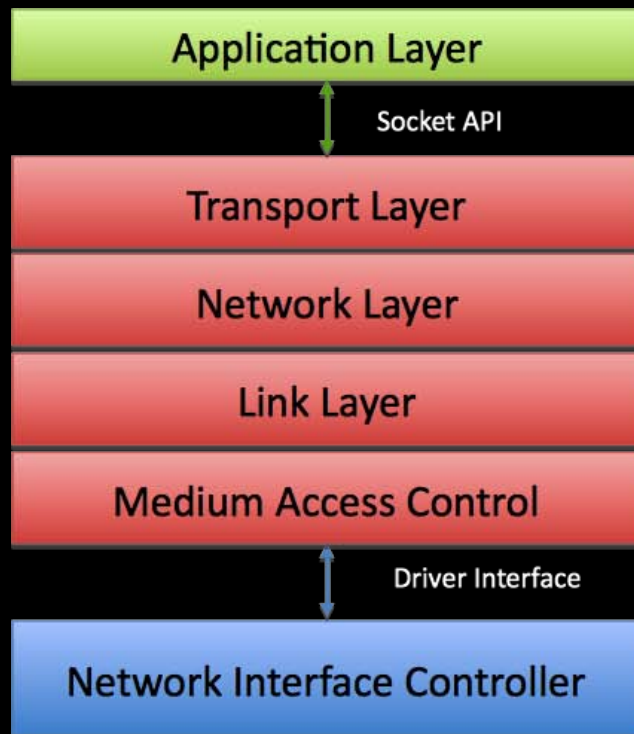 Application Layer
Socket API
Transport Layer
Network Layer
Link Layer
Medium Access Control
Driver Interface
Network Interface Controller